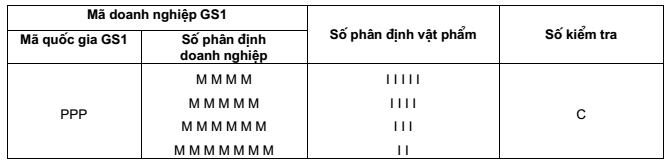 Mã doanh nghiệp GS1
Số phân định vật phẩm
Số kiểm tra
Mã quốc gia GS1
Số phân định
doanh nghiệp
PPP
M M M M
I I I I I
M M M M M
I I I I
M M M M M M
I I I
M M M M M M M
I I
C